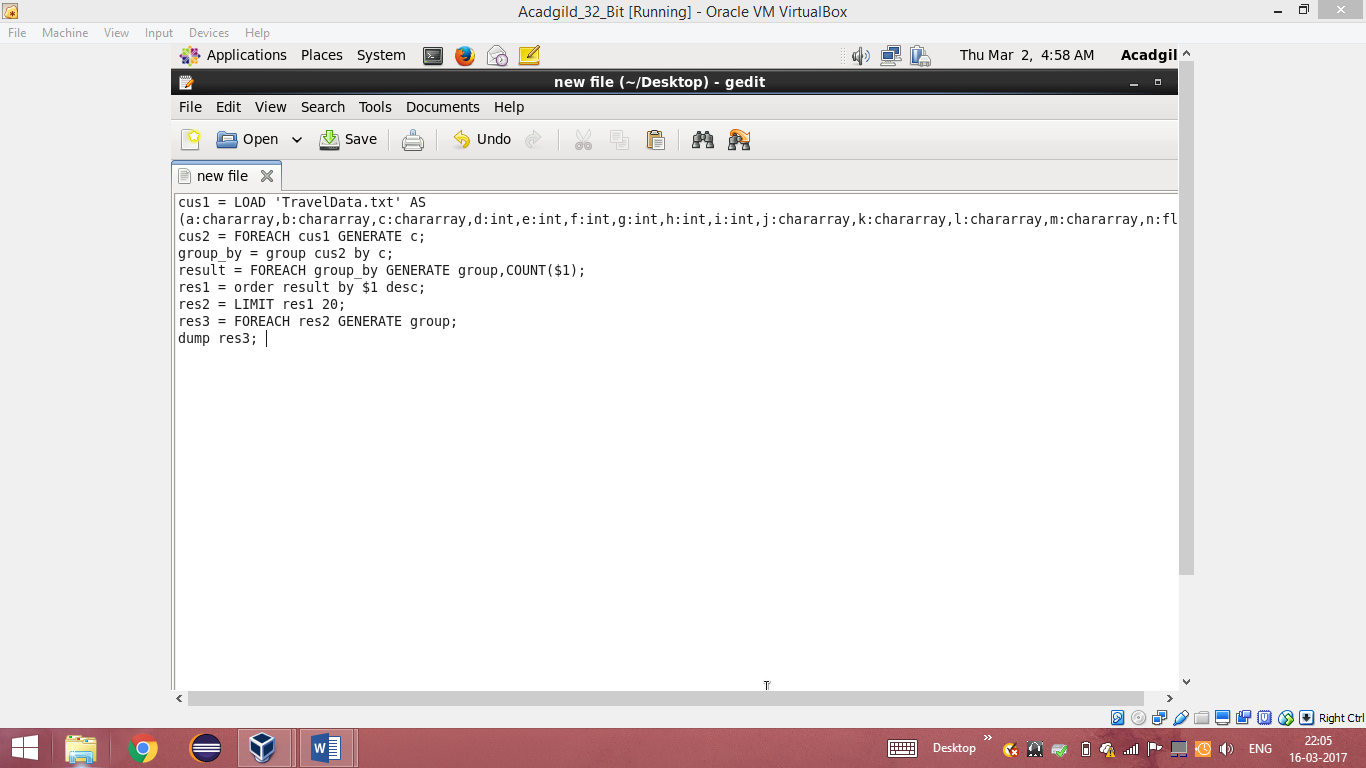 Acadgild_32_Bit [Running] - Oracle VM VirtualBox
File Machine View Input Devices Help
Applications Places System Thu Mar 2, 4:58 AM Acadgil
new file (~/Desktop) - gedit
File Edit View Search Tools Documents Help
Open Save Undo
new file
cus1 = LOAD 'TravelData.txt' AS
(a:chararray,b:chararray,c:chararray,d:int,e:int,f:int,g:int,h:int,i:int,j:chararray,k:chararray,l:chararray,m:chararray,n:fl
cus2 = FOREACH cus1 GENERATE c;
group_by = group cus2 by c;
result = FOREACH group_by GENERATE group,COUNT($1);
res1 = order result by $1 desc;
res2 = LIMIT res1 20;
res3 = FOREACH res2 GENERATE group;
dump res3;
Right Ctrl
Desktop ENG 22:05
16-03-2017